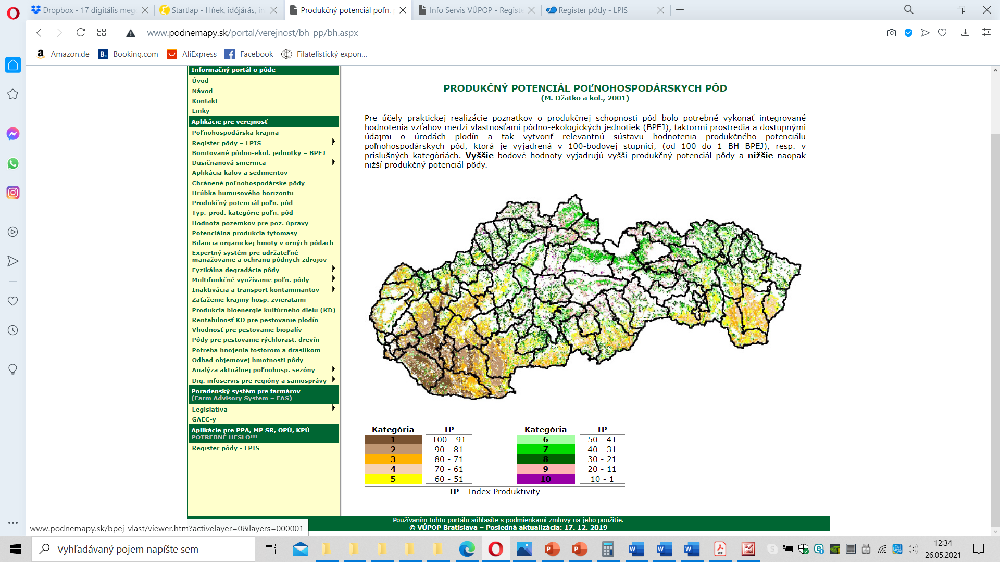 Dropbox - 17 digitális meg
Startlap - Hírek, időjárás, in
Produkčný potenciál poľn.
Info Servis VÚPOP - Registe
Register pôdy - LPIS
www.podnemapy.sk/portal/verejnost/bh_pp/bh.aspx
Amazon.de
Booking.com
AliExpress
Facebook
Filatelistický expon...
Informačný portál o pôde
Úvod
Návod
Kontakt
Linky
Aplikácie pre verejnosť
Poľnohospodárska krajina
Register pôdy – LPIS
Bonitované pôdno-ekol. jednotky – BPEJ
Dusičnanová smernica
Aplikácia kalov a sedimentov
Chránené poľnohospodárske pôdy
Hrúbka humusového horizontu
Produkčný potenciál poľn. pôd
Typ.-prod. kategórie poľn. pôd
Hodnota pozemkov pre poz. úpravy
Potenciálna produkcia fytomasy
Bilancia organickej hmoty v orných pôdach
Expertný systém pre udržateľné
manažovanie a ochranu pôdnych zdrojov
Fyzikálna degradácia pôdy
Multifunkčné využívanie poľn. pôdy
Inaktivácia a transport kontaminantov
Zaťaženie krajiny hosp. zvieratami
Produkcia bioenergie kultúrneho dielu (KD)
Rentabilnosť KD pre pestovanie plodín
Vhodnosť pre pestovanie biopalív
Pôdy pre pestovanie rýchlorast. drevín
Potreba hnojenia fosforom a draslíkom
Odhad objemovej hmotnosti pôdy
Analýza aktuálnej poľnohosp. sezóny
Dig. infoservis pre regióny a samosprávy
Poradenský systém pre farmárov
(Farm Advisory System – FAS)
Legislatíva
GAEC-y
Aplikácie pre PPA, MP SR, OPÚ, KPÚ
POTREBNÉ HESLO!!!
Register pôdy - LPIS
PRODUKČNÝ POTENCIÁL POĽNOHOSPODÁRSKYCH PÔD
(M. Džatko a kol., 2001)
Pre účely praktickej realizácie poznatkov o produkčnej schopnosti pôd bolo potrebné vykonať integrované
hodnotenia vzťahov medzi vlastnosťami pôdno-ekologických jednotiek (BPEJ), faktormi prostredia a dostupnými
údajmi o úrodách plodín a tak vytvoriť relevantnú sústavu hodnotenia produkčného potenciálu
poľnohospodárskych pôd, ktorá je vyjadrená v 100-bodovej stupnici, (od 100 do 1 BH BPEJ), resp. v
príslušných kategóriách. Vyššie bodové hodnoty vyjadrujú vyšší produkčný potenciál pôdy a nižšie naopak
nižší produkčný potenciál pôdy.
Kategória IP Kategória IP
1 100 - 91 6 50 - 41
2 90 - 81 7 40 - 31
3 80 - 71 8 30 - 21
4 70 - 61 9 20 - 11
5 60 - 51 10 10 - 1
IP - Index Produktivity
Používaním tohto portálu súhlasíte s podmienkami zmluvy na jeho použitie.
© VÚPOP Bratislava – Posledná aktualizácia: 17. 12. 2019
www.podnemapy.sk/bpej_vlast/viewer.htm?activelayer=0&layers=000001
Vyhľadávaný pojem napíšte sem
12:34
26.05.2021